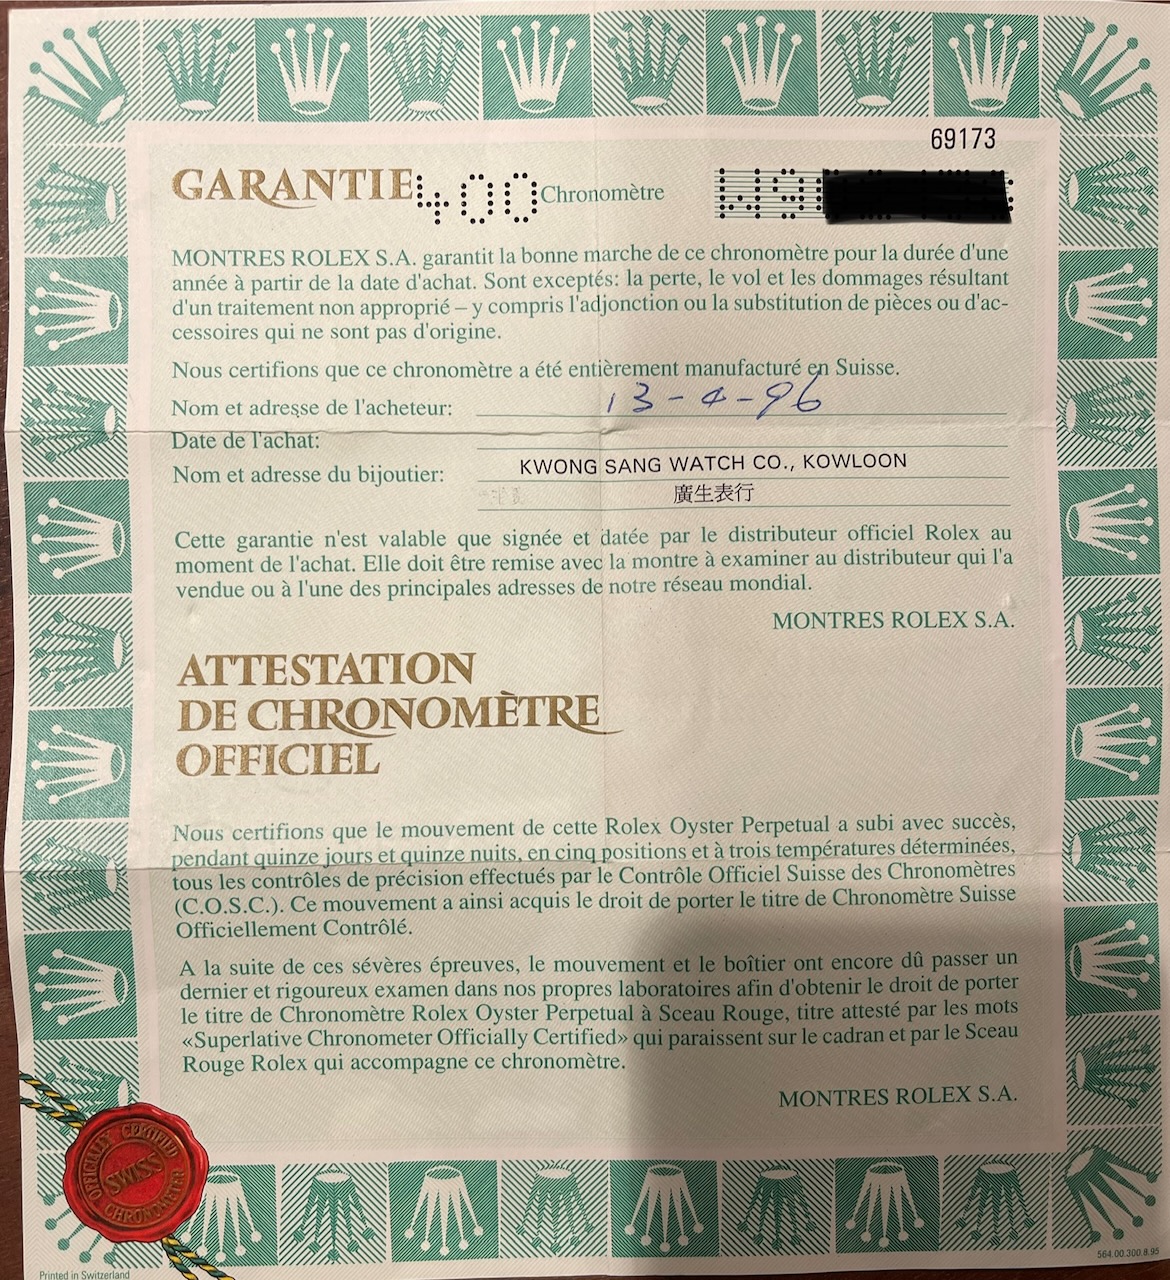 69173
GARANTIE 400 Chronomètre W9
MONTRES ROLEX S.A. garantit la bonne marche de ce chronomètre pour la durée d'une
année à partir de la date d'achat. Sont exceptés: la perte, le vol et les dommages résultant
d'un traitement non approprié – y compris l'adjonction ou la substitution de pièces ou d'ac-
cessoires qui ne sont pas d'origine.
Nous certifions que ce chronomètre a été entièrement manufacturé en Suisse.
Nom et adresse de l'acheteur: 13-4-96
Date de l'achat:
Nom et adresse du bijoutier: KWONG SANG WATCH CO., KOWLOON
廣生表行
Cette garantie n'est valable que signée et datée par le distributeur officiel Rolex au
moment de l'achat. Elle doit être remise avec la montre à examiner au distributeur qui l'a
vendue ou à l'une des principales adresses de notre réseau mondial.
MONTRES ROLEX S.A.
ATTESTATION
DE CHRONOMÈTRE
OFFICIEL
Nous certifions que le mouvement de cette Rolex Oyster Perpetual a subi avec succès,
pendant quinze jours et quinze nuits, en cinq positions et à trois températures déterminées,
tous les contrôles de précision effectués par le Contrôle Officiel Suisse des Chronomètres
(C.O.S.C.). Ce mouvement a ainsi acquis le droit de porter le titre de Chronomètre Suisse
Officiellement Contrôlé.
A la suite de ces sévères épreuves, le mouvement et le boîtier ont encore dû passer un
dernier et rigoureux examen dans nos propres laboratoires afin d'obtenir le droit de porter
le titre de Chronomètre Rolex Oyster Perpetual à Sceau Rouge, titre attesté par les mots
«Superlative Chronometer Officially Certified» qui paraissent sur le cadran et par le Sceau
Rouge Rolex qui accompagne ce chronomètre.
MONTRES ROLEX S.A.
OFFICIALLY CERTIFIED
SWISS
CHRONOMETER
Printed in Switzerland
564.00.300.8.95